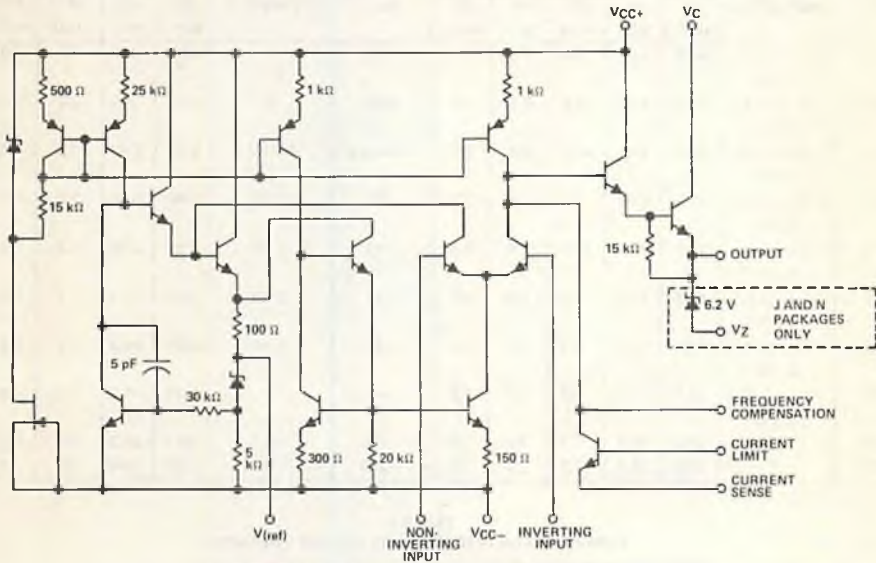 VCC+
VC
500 Ω
25 kΩ
1 kΩ
1 kΩ
15 kΩ
15 kΩ
OUTPUT
6.2 V
J AND N
PACKAGES
ONLY
VZ
100 Ω
5 pF
30 kΩ
FREQUENCY
COMPENSATION
CURRENT
LIMIT
CURRENT
SENSE
5
kΩ
300 Ω
20 kΩ
150 Ω
V(ref)
NON-
INVERTING
INPUT
VCC−
INVERTING
INPUT